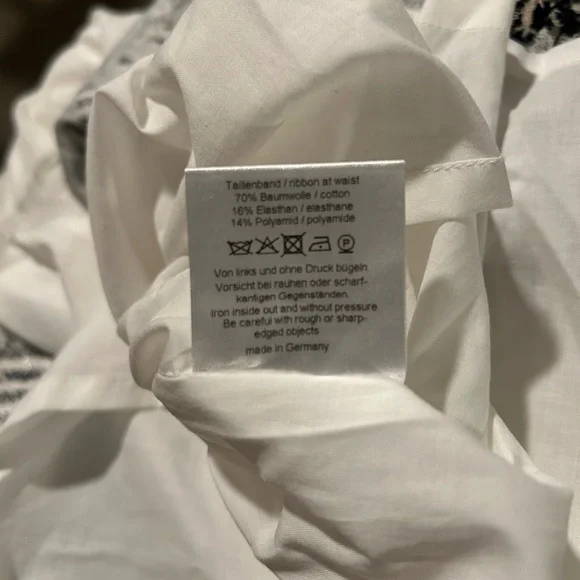 Taillenband / ribbon at waist
70% Baumwolle / cotton
16% Elasthan / elasthane
14% Polyamid / polyamide
P
Von links und ohne Druck bügeln
Vorsicht bei rauhen oder scharf-
kantigen Gegenständen.
Iron inside out and without pressure
Be careful with rough or sharp-
edged objects
made in Germany